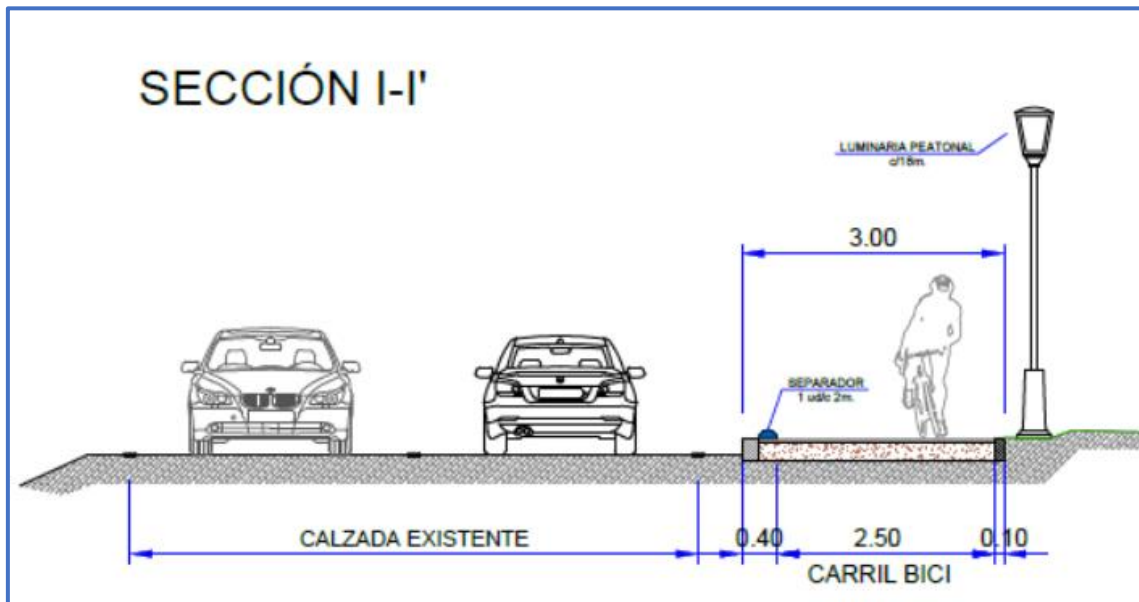 SECCIÓN I-I'
LUMINARIA PEATONAL
c/18m.
3.00
SEPARADOR
1 ud/c 2m.
CALZADA EXISTENTE
0.40
2.50
0.10
CARRIL BICI